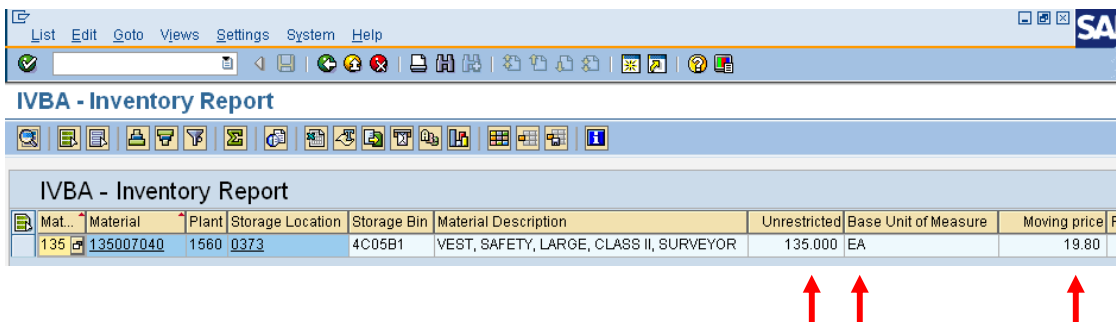 List Edit Goto Views Settings System Help
SA
IVBA - Inventory Report
IVBA - Inventory Report
Mat... Material Plant Storage Location Storage Bin Material Description Unrestricted Base Unit of Measure Moving price
135 135007040 1560 0373 4C05B1 VEST, SAFETY, LARGE, CLASS II, SURVEYOR 135.000 EA 19.80